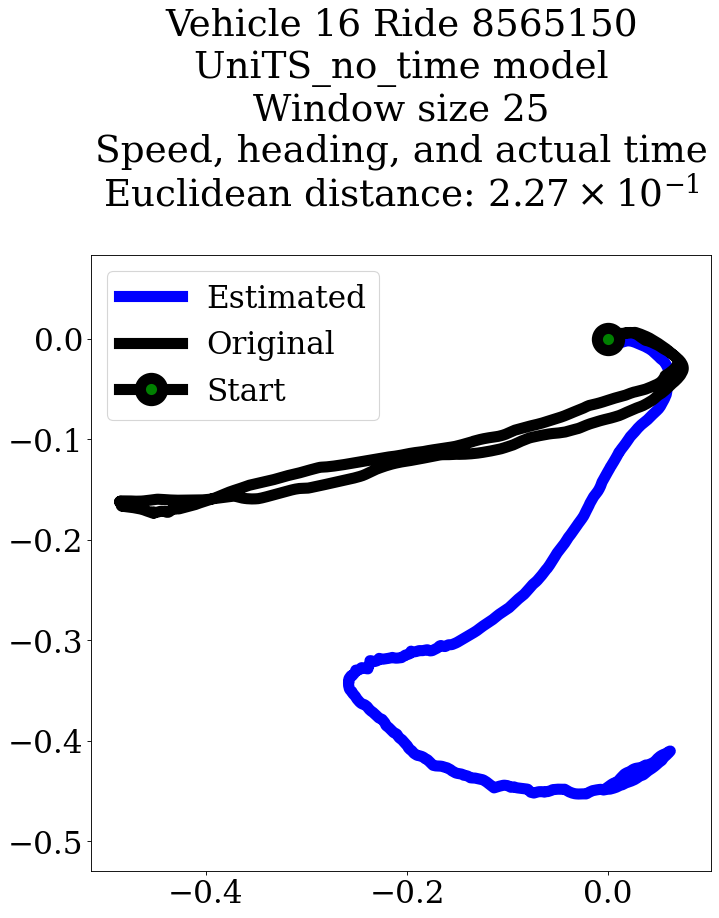 Vehicle 16 Ride 8565150
UniTS_no_time model
Window size 25
Speed, heading, and actual time
Euclidean distance: 2.27 × 10⁻¹
Estimated
Original
Start
0.0
−0.1
−0.2
−0.3
−0.4
−0.5
−0.4
−0.2
0.0